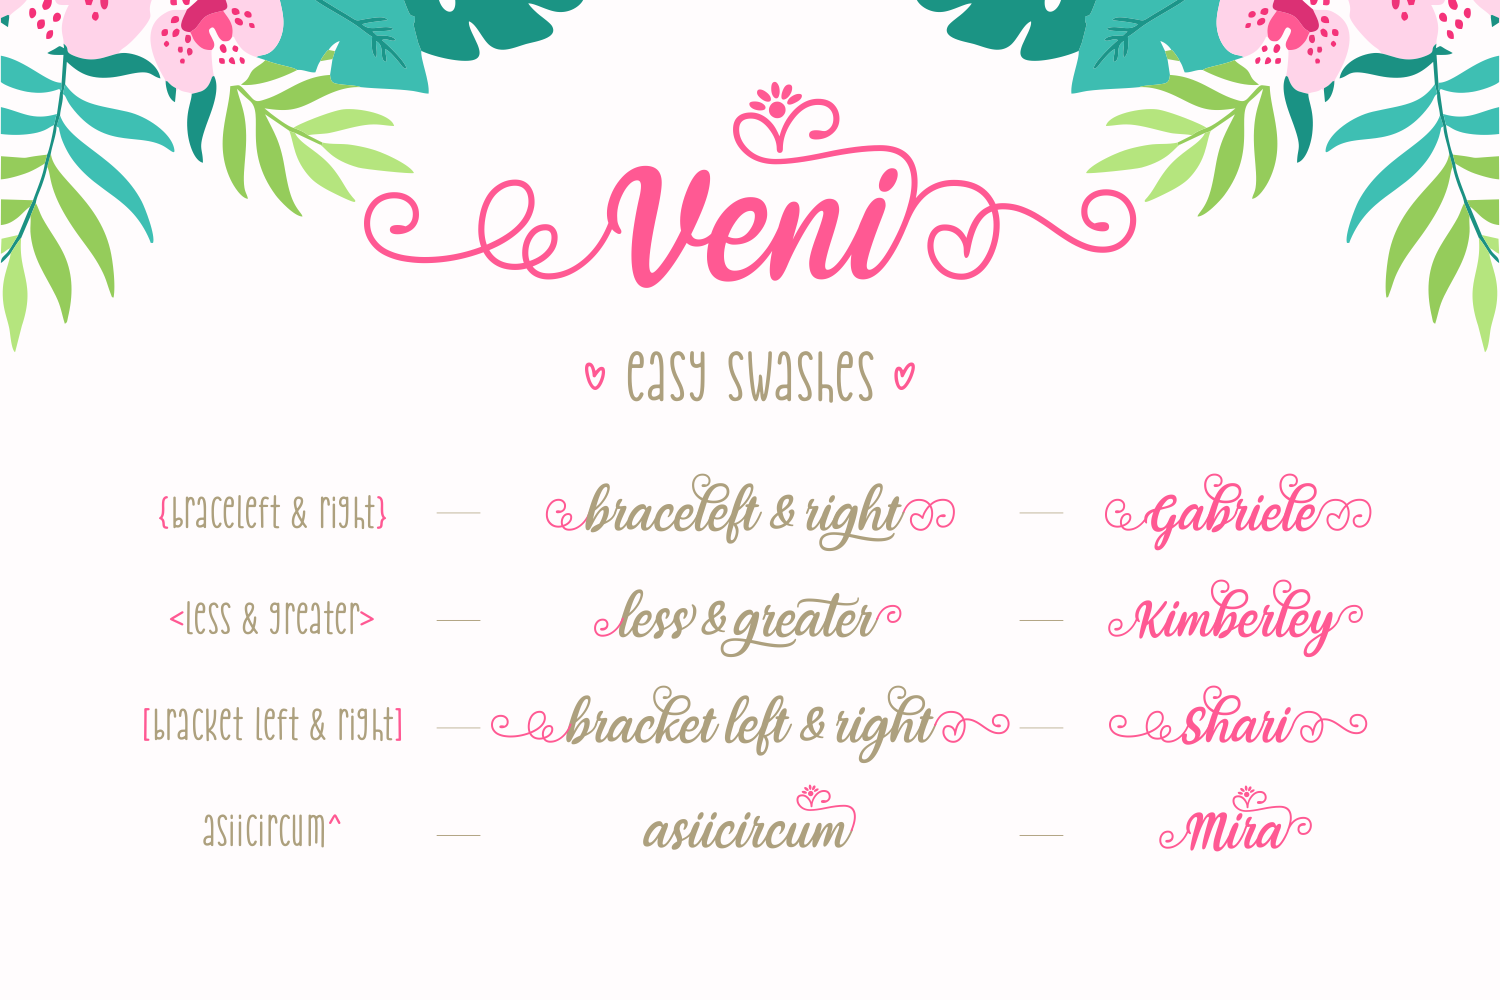 Veni
easy swashes
{braceleft & right} — braceleft & right — Gabriele
<less & greater> — less & greater — Kimberley
[bracket left & right] — bracket left & right — Shari
asiicircum^ — asiicircum — Mira